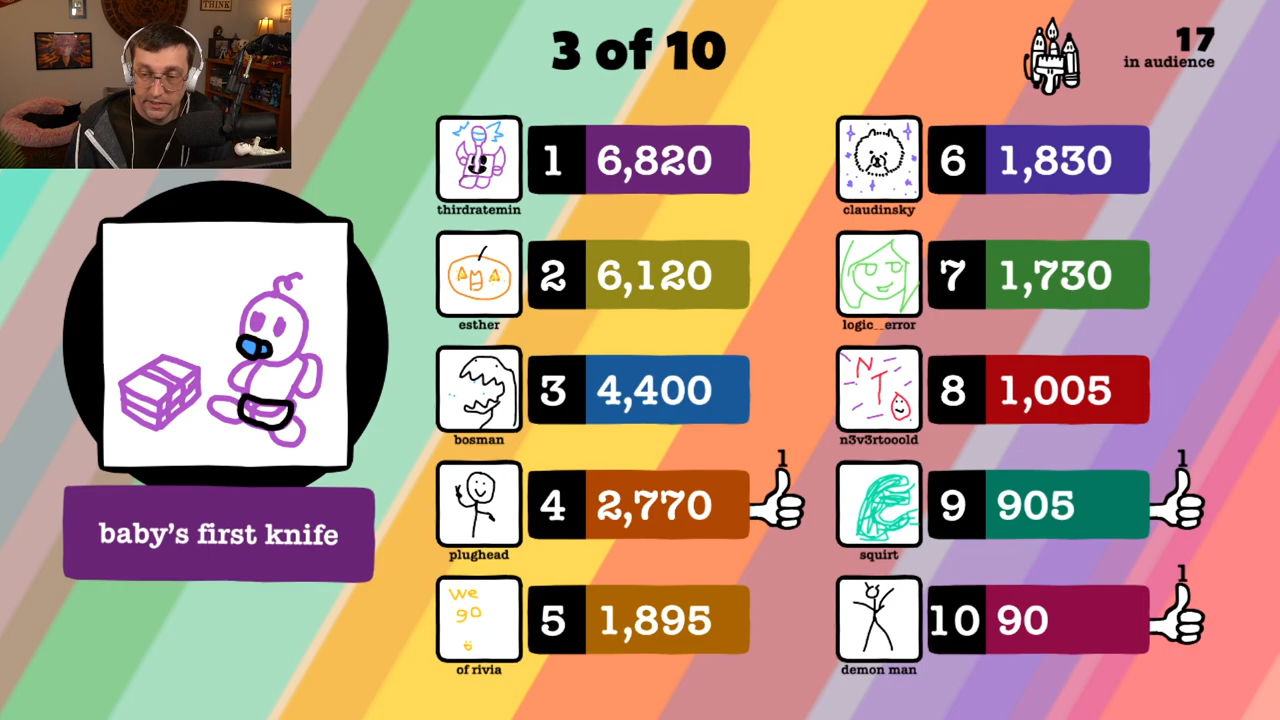 THINK
3 of 10
17
in audience
1 6,820
thirdratemin
2 6,120
esther
3 4,400
bosman
4 2,770
1
plughead
We
go
5 1,895
of rivia
6 1,830
claudinsky
7 1,730
logic_error
N
T
8 1,005
n3v3rtooold
9 905
1
squirt
10 90
1
demon man
baby's first knife